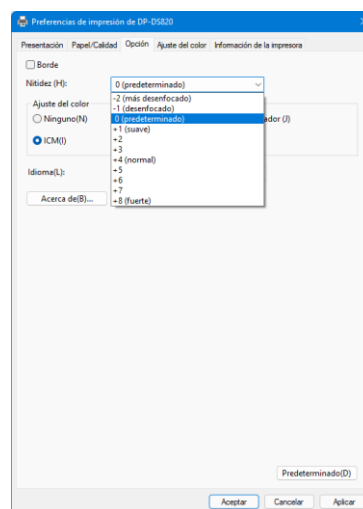 Preferencias de impresión de DP-DS820
Presentación Papel/Calidad Opción Ajuste del color Información de la impresora
Borde
Nitidez (H): 0 (predeterminado)
-2 (más desenfocado)
-1 (desenfocado)
0 (predeterminado)
+1 (suave)
+2
+3
+4 (normal)
+5
+6
+7
+8 (fuerte)
Ajuste del color
Ninguno(N) ador (J)
ICM(I)
Idioma(L):
Acerca de(B)...
Predeterminado(D)
Aceptar Cancelar Aplicar